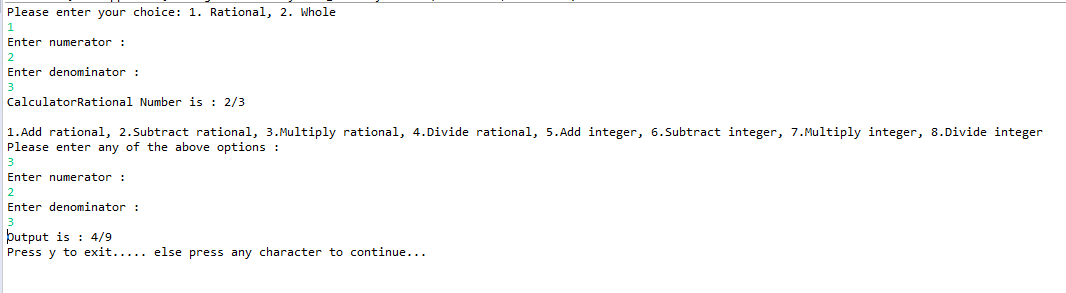 Please enter your choice: 1. Rational, 2. Whole
1
Enter numerator :
2
Enter denominator :
3
CalculatorRational Number is : 2/3
1.Add rational, 2.Subtract rational, 3.Multiply rational, 4.Divide rational, 5.Add integer, 6.Subtract integer, 7.Multiply integer, 8.Divide integer
Please enter any of the above options :
3
Enter numerator :
2
Enter denominator :
3
Output is : 4/9
Press y to exit..... else press any character to continue...